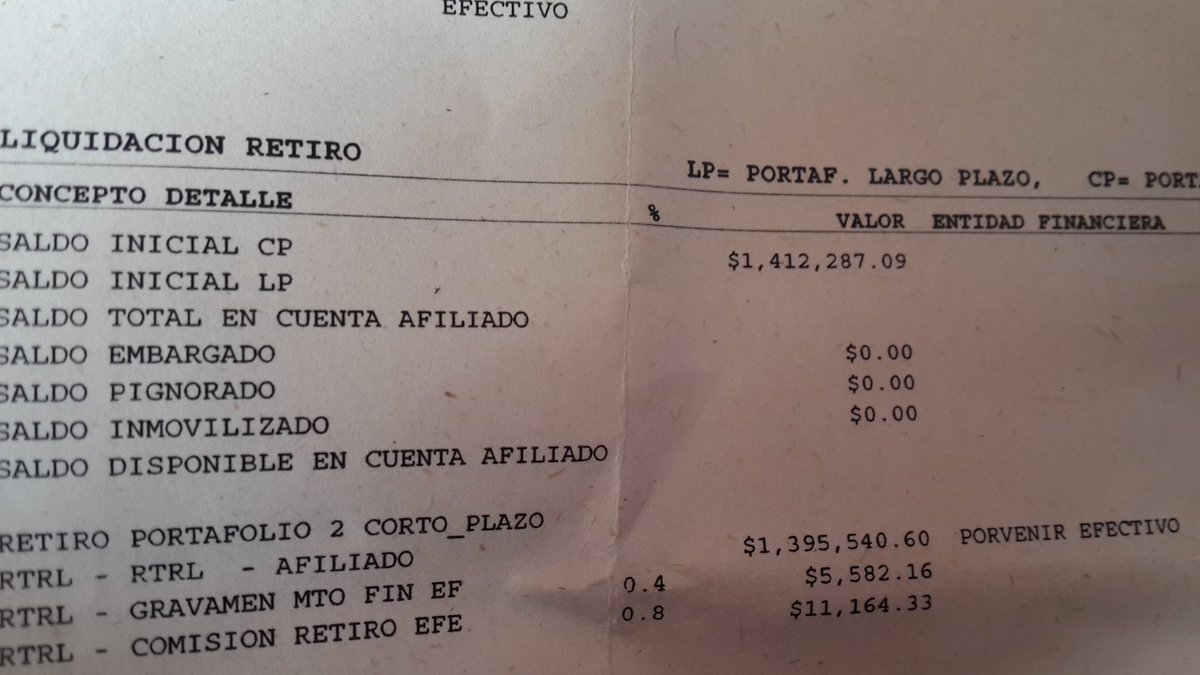 EFECTIVO
LIQUIDACION RETIRO
LP= PORTAF. LARGO PLAZO, CP=
CONCEPTO DETALLE % VALOR ENTIDAD FINANCIERA
SALDO INICIAL CP $1,412,287.09
SALDO INICIAL LP
SALDO TOTAL EN CUENTA AFILIADO
SALDO EMBARGADO $0.00
SALDO PIGNORADO $0.00
SALDO INMOVILIZADO $0.00
SALDO DISPONIBLE EN CUENTA AFILIADO
RETIRO PORTAFOLIO 2 CORTO_PLAZO
RTRL - RTRL - AFILIADO $1,395,540.60 PORVENIR EFECTIVO
RTRL - GRAVAMEN MTO FIN EF 0.4 $5,582.16
RTRL - COMISION RETIRO EFE 0.8 $11,164.33